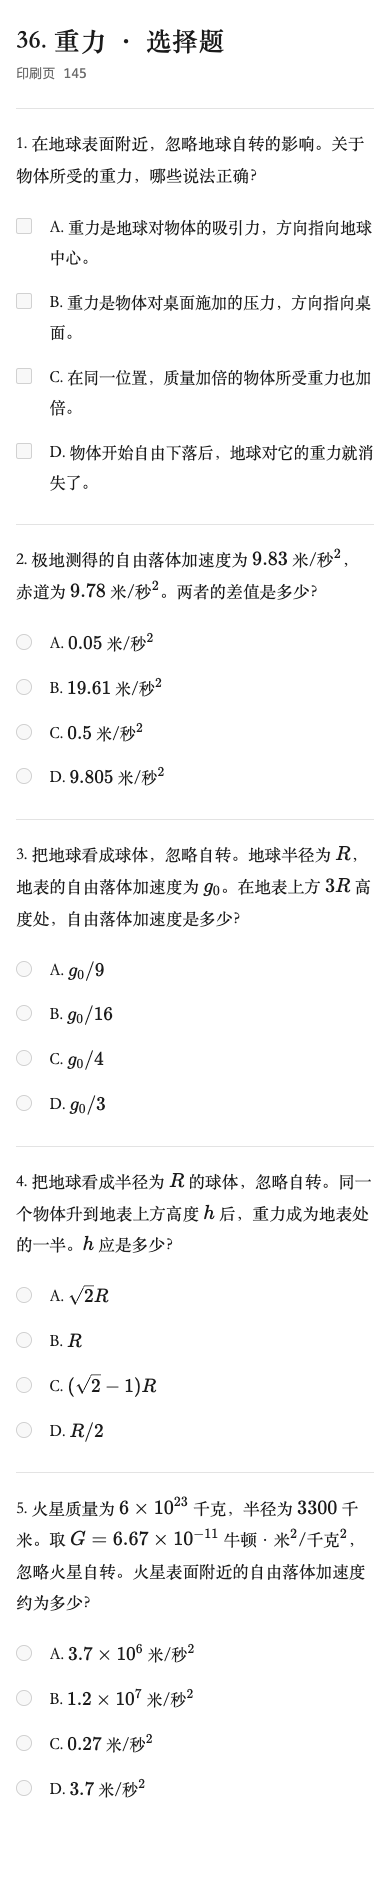 36. 重力 · 选择题
印刷页 145
1. 在地球表面附近，忽略地球自转的影响。关于
物体所受的重力，哪些说法正确?
A. 重力是地球对物体的吸引力，方向指向地球
中心。
B. 重力是物体对桌面施加的压力，方向指向桌
面。
C. 在同一位置，质量加倍的物体所受重力也加
倍。
D. 物体开始自由下落后，地球对它的重力就消
失了。
2. 极地测得的自由落体加速度为 9.83 米/秒²，
赤道为 9.78 米/秒²。两者的差值是多少?
A. 0.05 米/秒²
B. 19.61 米/秒²
C. 0.5 米/秒²
D. 9.805 米/秒²
3. 把地球看成球体，忽略自转。地球半径为 R，
地表的自由落体加速度为 g₀。在地表上方 3R 高
度处，自由落体加速度是多少?
A. g₀/9
B. g₀/16
C. g₀/4
D. g₀/3
4. 把地球看成半径为 R 的球体，忽略自转。同一
个物体升到地表上方高度 h 后，重力成为地表处
的一半。h 应是多少?
A. √2R
B. R
C. (√2 − 1)R
D. R/2
5. 火星质量为 6 × 10²³ 千克，半径为 3300 千
米。取 G = 6.67 × 10⁻¹¹ 牛顿 · 米²/千克²，
忽略火星自转。火星表面附近的自由落体加速度
约为多少?
A. 3.7 × 10⁶ 米/秒²
B. 1.2 × 10⁷ 米/秒²
C. 0.27 米/秒²
D. 3.7 米/秒²